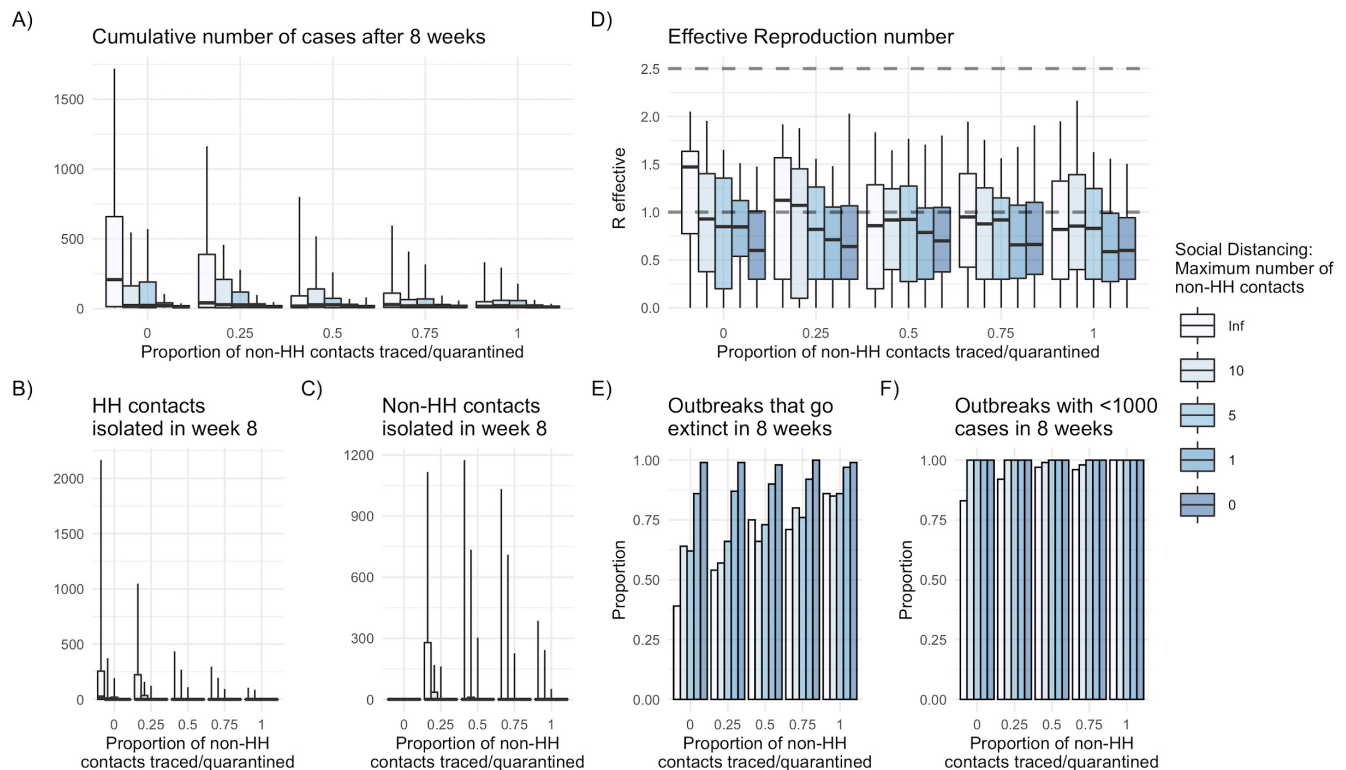 A)
Cumulative number of cases after 8 weeks
1500
1000
500
0
0 0.25 0.5 0.75 1
Proportion of non-HH contacts traced/quarantined
D)
Effective Reproduction number
R effective
2.5
2.0
1.5
1.0
0.5
0.0
0 0.25 0.5 0.75 1
Proportion of non-HH contacts traced/quarantined
Social Distancing:
Maximum number of
non-HH contacts
Inf
10
5
1
0
B)
HH contacts
isolated in week 8
2000
1500
1000
500
0
0 0.25 0.5 0.75 1
Proportion of non-HH
contacts traced/quarantined
C)
Non-HH contacts
isolated in week 8
1200
900
600
300
0
0 0.25 0.5 0.75 1
Proportion of non-HH
contacts traced/quarantined
E)
Outbreaks that go
extinct in 8 weeks
Proportion
1.00
0.75
0.50
0.25
0.00
0 0.25 0.5 0.75 1
Proportion of non-HH
contacts traced/quarantined
F)
Outbreaks with <1000
cases in 8 weeks
Proportion
1.00
0.75
0.50
0.25
0.00
0 0.25 0.5 0.75 1
Proportion of non-HH
contacts traced/quarantined